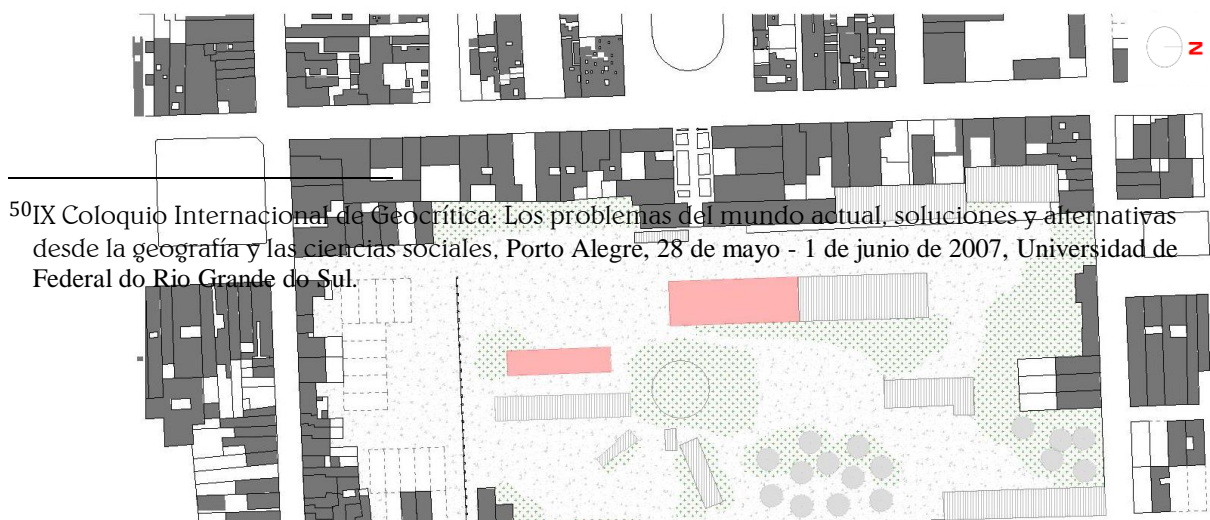 N
50IX Coloquio Internacional de Geocrítica: Los problemas del mundo actual, soluciones y alternativas
desde la geografía y las ciencias sociales, Porto Alegre, 28 de mayo - 1 de junio de 2007, Universidad de
Federal do Rio Grande do Sul.